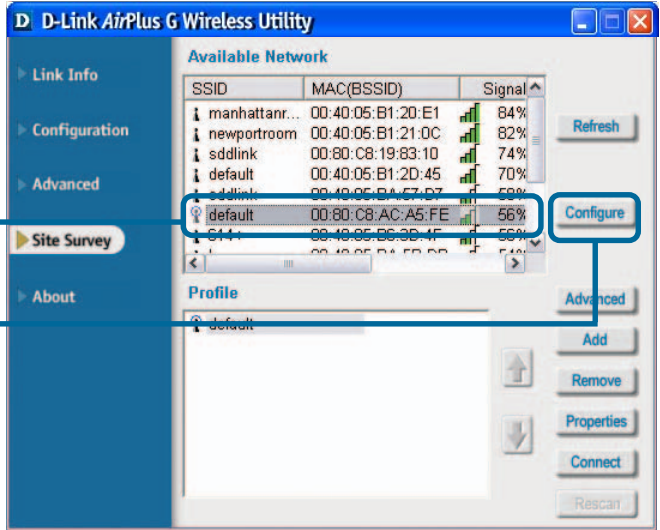 D D-Link AirPlus G Wireless Utility
Link Info
Configuration
Advanced
Site Survey
About
Available Network
SSID MAC(BSSID) Signal
manhattanr... 00:40:05:B1:20:E1 84%
newportroom 00:40:05:B1:21:0C 82%
sddlink 00:80:C8:19:83:10 74%
default 00:40:05:B1:2D:45 70%
sddlink 58%
default 00:80:C8:AC:A5:FE 56%
Refresh
Configure
Profile
default
Advanced
Add
Remove
Properties
Connect
Rescan